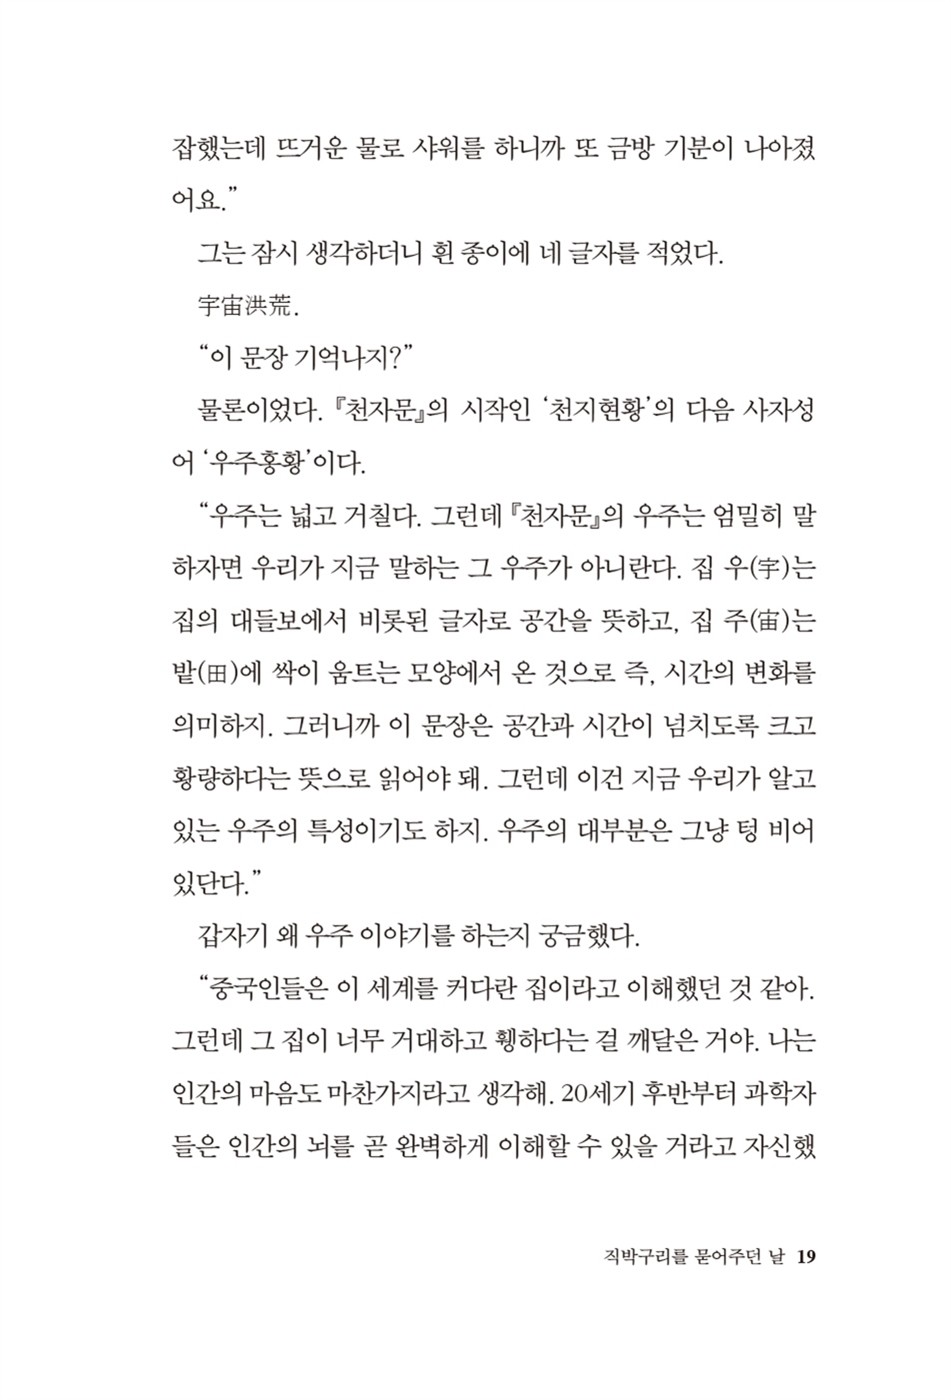 잡했는데 뜨거운 물로 샤워를 하니까 또 금방 기분이 나아졌
어요.”
그는 잠시 생각하더니 흰 종이에 네 글자를 적었다.
宇宙洪荒.
“이 문장 기억나지?”
물론이었다. 『천자문』의 시작인 ‘천지현황’의 다음 사자성
어 ‘우주홍황’이다.
“우주는 넓고 거칠다. 그런데 『천자문』의 우주는 엄밀히 말
하자면 우리가 지금 말하는 그 우주가 아니란다. 집 우(宇)는
집의 대들보에서 비롯된 글자로 공간을 뜻하고, 집 주(宙)는
밭(田)에 싹이 움트는 모양에서 온 것으로 즉, 시간의 변화를
의미하지. 그러니까 이 문장은 공간과 시간이 넘치도록 크고
황량하다는 뜻으로 읽어야 돼. 그런데 이건 지금 우리가 알고
있는 우주의 특성이기도 하지. 우주의 대부분은 그냥 텅 비어
있단다.”
갑자기 왜 우주 이야기를 하는지 궁금했다.
“중국인들은 이 세계를 커다란 집이라고 이해했던 것 같아.
그런데 그 집이 너무 거대하고 휑하다는 걸 깨달은 거야. 나는
인간의 마음도 마찬가지라고 생각해. 20세기 후반부터 과학자
들은 인간의 뇌를 곧 완벽하게 이해할 수 있을 거라고 자신했
직박구리를 묻어주던 날 19